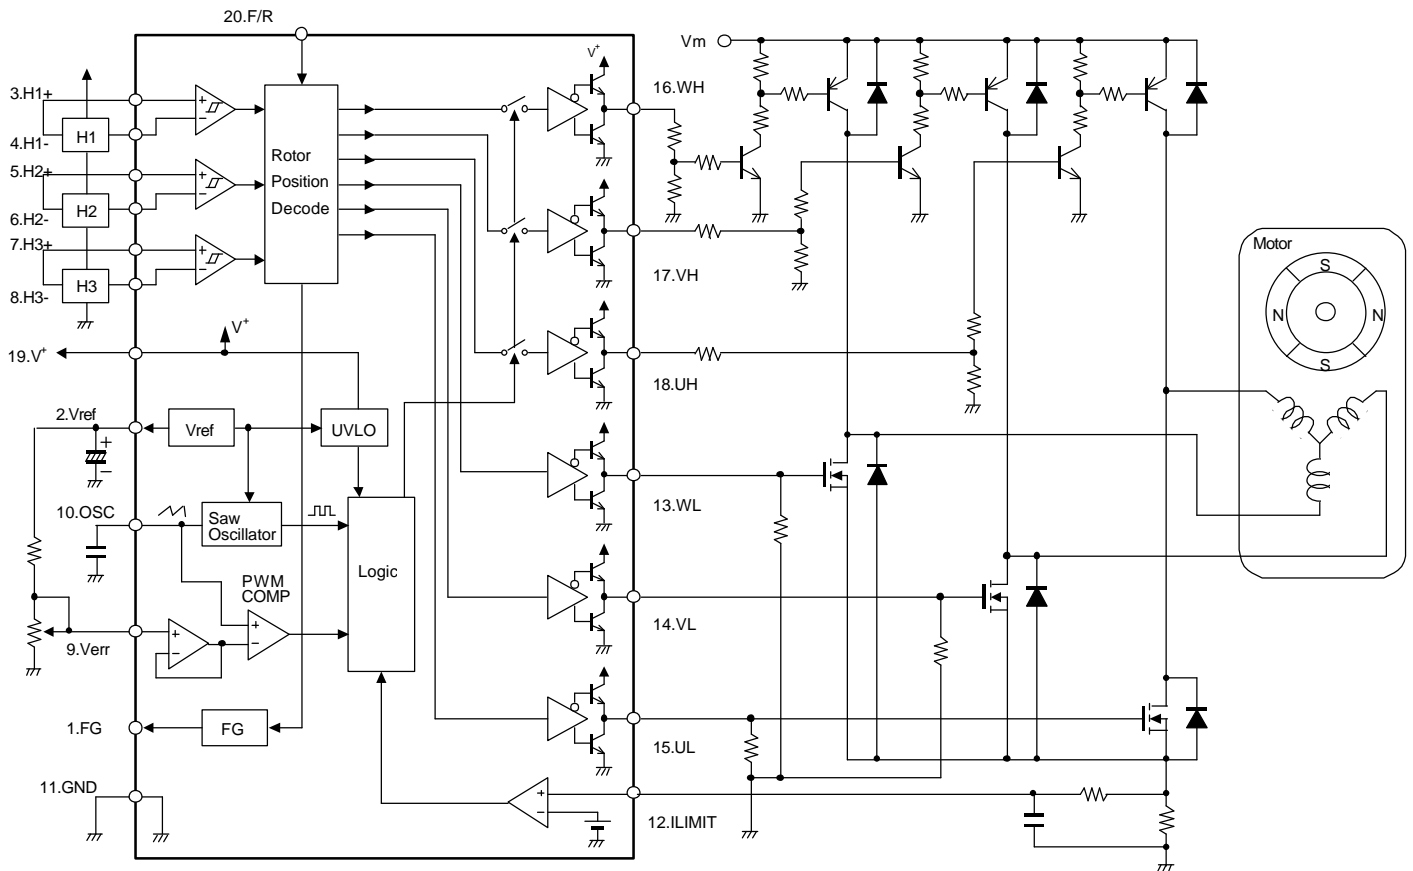 20.F/R
V+
Vm
16.WH
3.H1+
H1
4.H1-
5.H2+
H2
6.H2-
7.H3+
H3
8.H3-
+
−
+
−
+
−
Rotor
Position
Decode
17.VH
Motor
S
N
N
S
19.V+
V+
18.UH
2.Vref
+
−
Vref
UVLO
13.WL
10.OSC
Saw
Oscillator
Logic
PWM
COMP
+
−
+
−
9.Verr
14.VL
1.FG
FG
15.UL
11.GND
+
−
12.ILIMIT